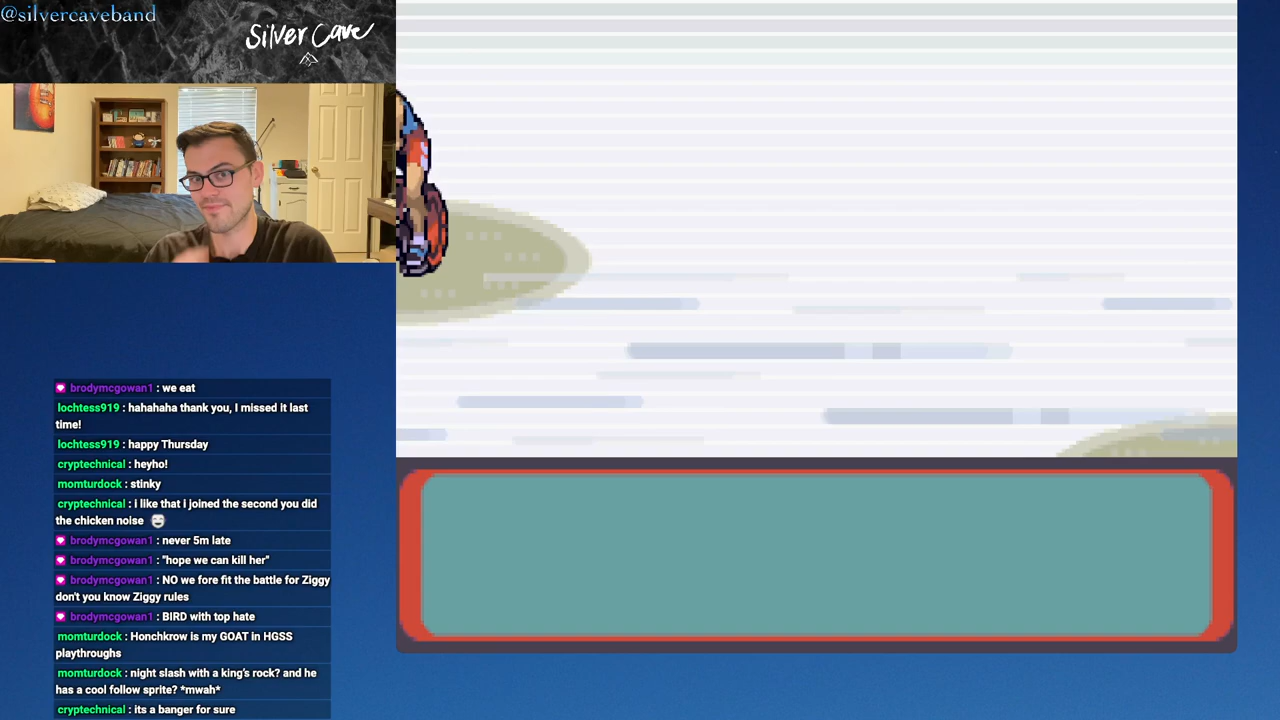 @silvercaveband
Silver Cave
brodymcgowan1 : we eat
lochtess919 : hahahaha thank you, I missed it last
time!
lochtess919 : happy Thursday
cryptechnical : heyho!
momturdock : stinky
cryptechnical : i like that i joined the second you did
the chicken noise
brodymcgowan1 : never 5m late
brodymcgowan1 : "hope we can kill her"
brodymcgowan1 : NO we fore fit the battle for Ziggy
don't you know Ziggy rules
brodymcgowan1 : BIRD with top hate
momturdock : Honchkrow is my GOAT in HGSS
playthroughs
momturdock : night slash with a king's rock? and he
has a cool follow sprite? *mwah*
cryptechnical : its a banger for sure